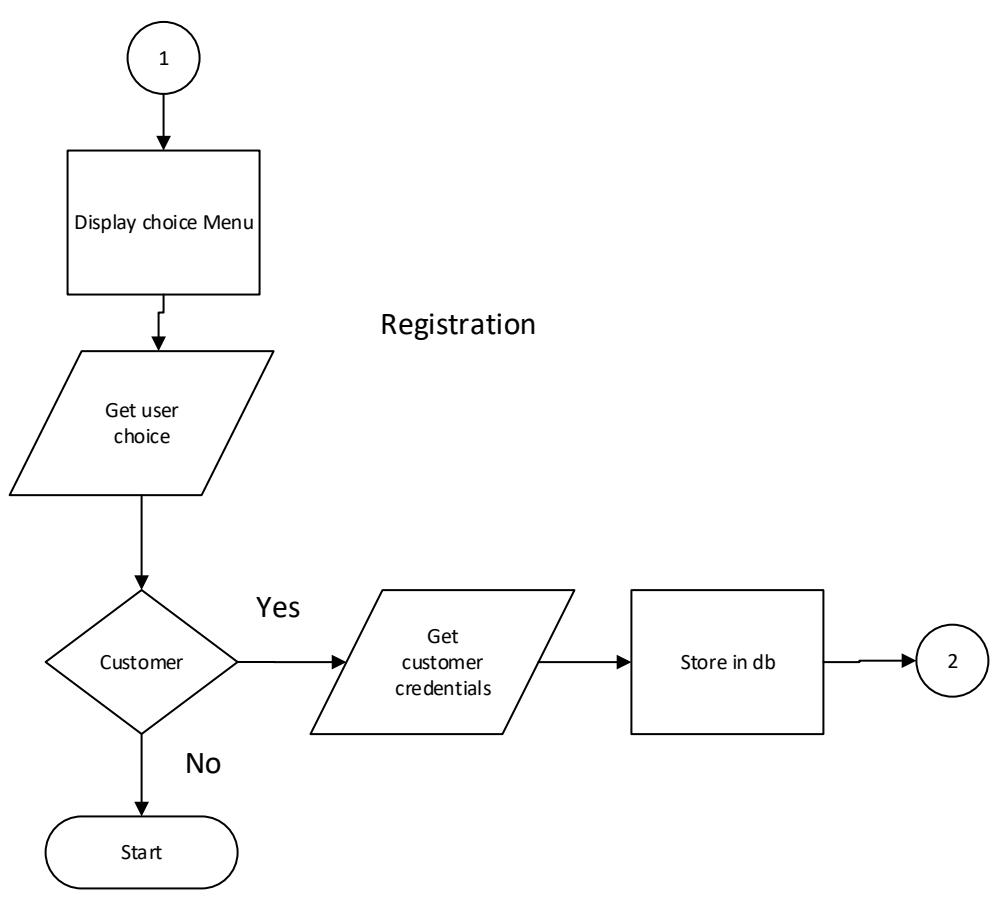 1
Display choice Menu
Registration
Get user
choice
Yes
Customer
Get
customer
credentials
Store in db
2
No
Start